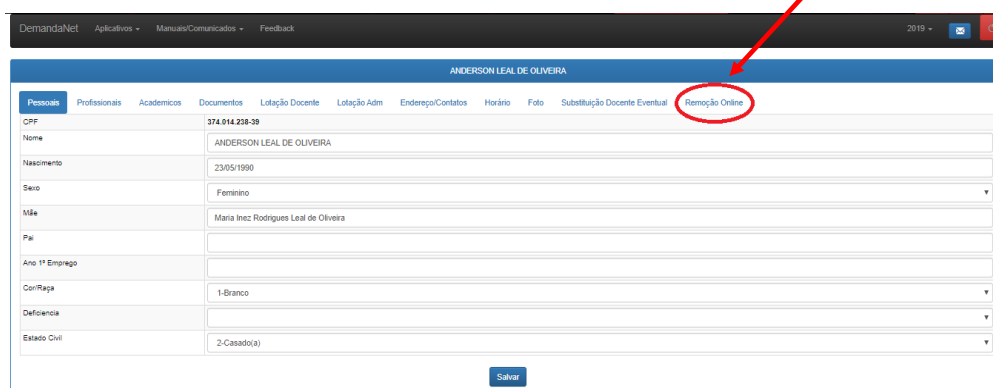 DemandaNet Aplicativos Manuais/Comunicados Feedback 2019
ANDERSON LEAL DE OLIVEIRA
Pessoais Profissionais Academicos Documentos Lotação Docente Lotação Adm Endereço/Contatos Horário Foto Substituição Docente Eventual Remoção Online
CPF 374.014.238-39
Nome ANDERSON LEAL DE OLIVEIRA
Nascimento 23/05/1990
Sexo Feminino
Mãe Maria Inez Rodrigues Leal de Oliveira
Pai
Ano 1º Emprego
Cor/Raça 1-Branco
Deficiencia
Estado Civil 2-Casado(a)
Salvar